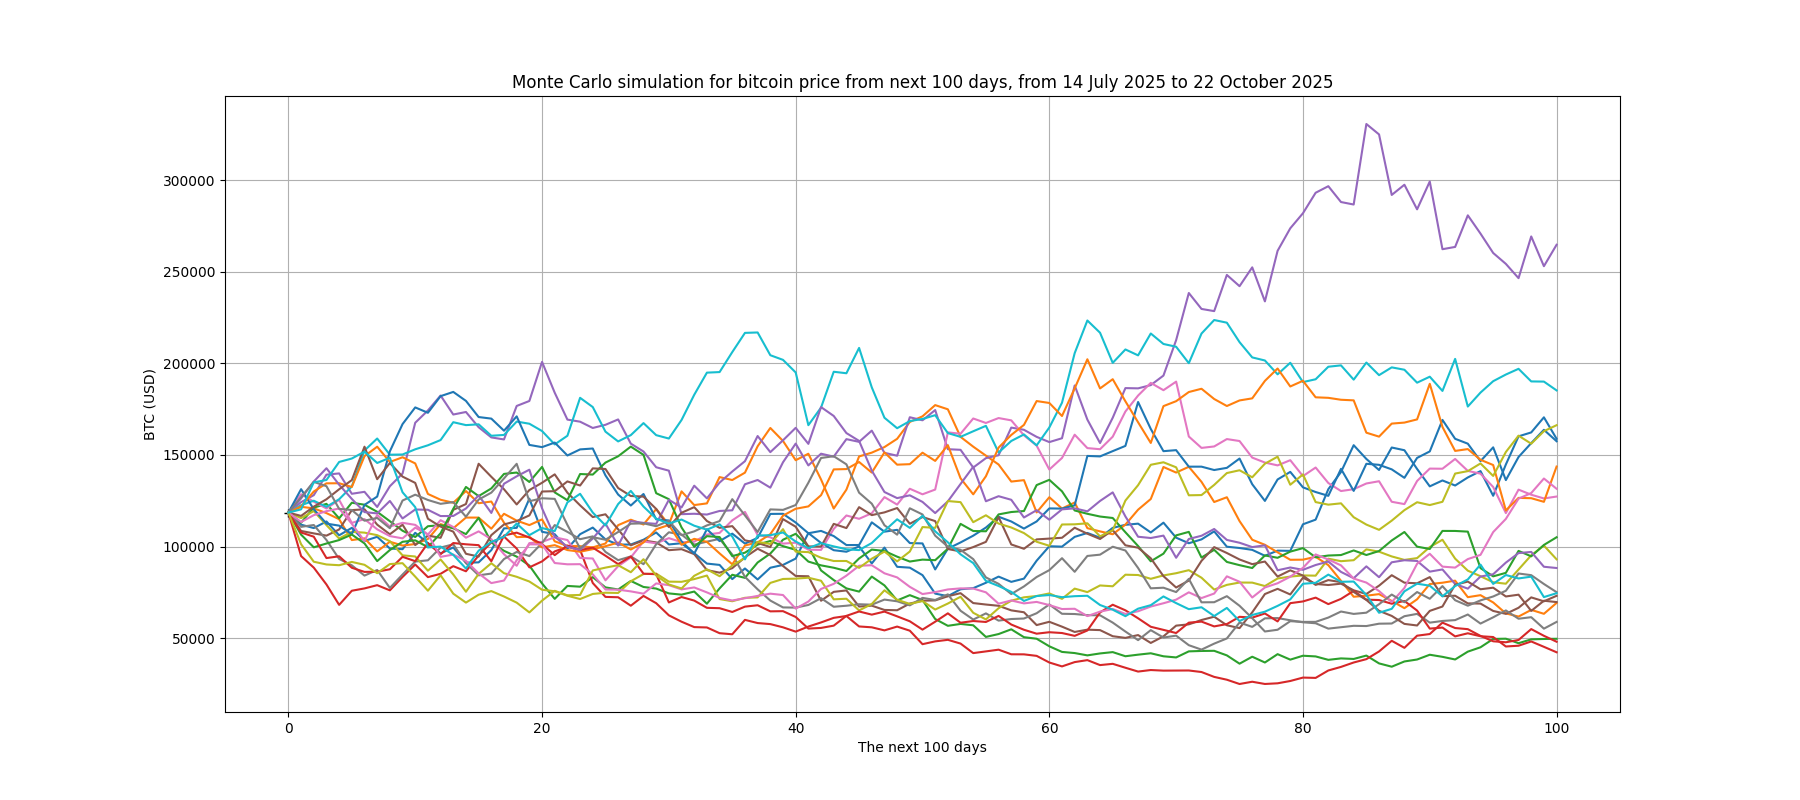 Monte Carlo simulation for bitcoin price from next 100 days, from 14 July 2025 to 22 October 2025
300000
250000
200000
150000
100000
50000
BTC (USD)
0 20 40 60 80 100
The next 100 days